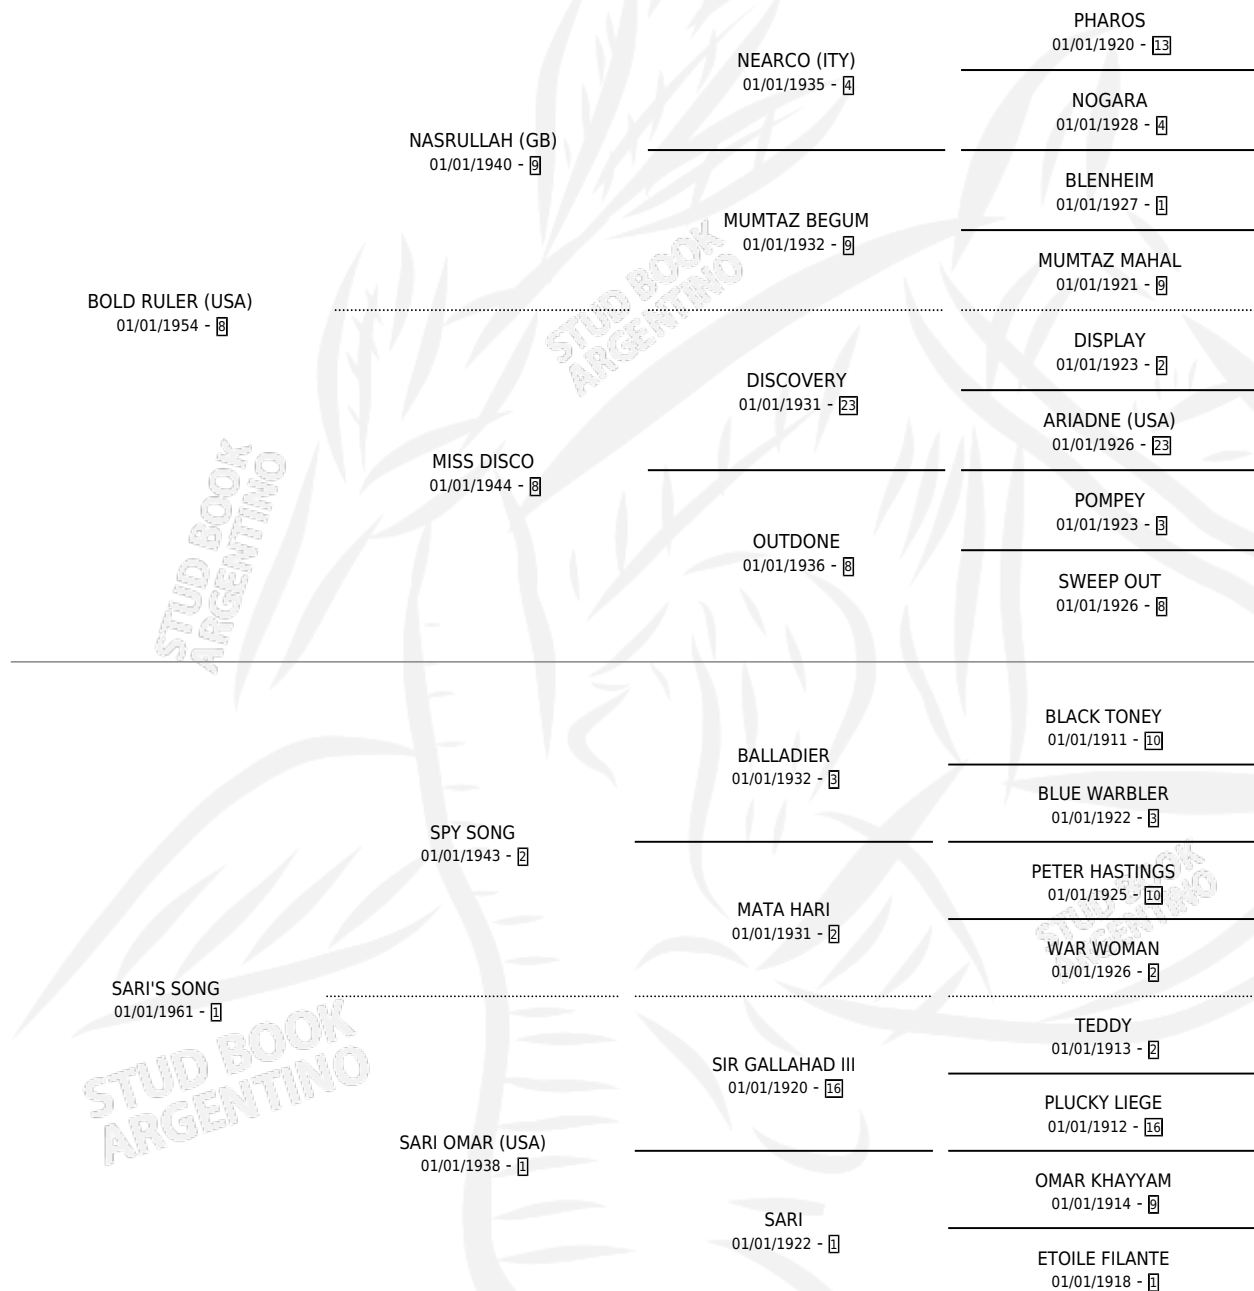 PHAROS
01/01/1920 - 13
NEARCO (ITY)
01/01/1935 - 4
NOGARA
01/01/1928 - 4
NASRULLAH (GB)
01/01/1940 - 9
BLENHEIM
01/01/1927 - 1
MUMTAZ BEGUM
01/01/1932 - 9
MUMTAZ MAHAL
01/01/1921 - 9
BOLD RULER (USA)
01/01/1954 - 8
DISPLAY
01/01/1923 - 2
DISCOVERY
01/01/1931 - 23
ARIADNE (USA)
01/01/1926 - 23
MISS DISCO
01/01/1944 - 8
POMPEY
01/01/1923 - 3
OUTDONE
01/01/1936 - 8
SWEEP OUT
01/01/1926 - 8
STUD BOOK
ARGENTINO
STUD BOOK
ARGENTINO
BLACK TONEY
01/01/1911 - 10
BALLADIER
01/01/1932 - 3
BLUE WARBLER
01/01/1922 - 3
SPY SONG
01/01/1943 - 2
PETER HASTINGS
01/01/1925 - 10
MATA HARI
01/01/1931 - 2
WAR WOMAN
01/01/1926 - 2
STUD BOOK
ARGENTINO
SARI'S SONG
01/01/1961 - 1
TEDDY
01/01/1913 - 2
SIR GALLAHAD III
01/01/1920 - 16
PLUCKY LIEGE
01/01/1912 - 16
SARI OMAR (USA)
01/01/1938 - 1
OMAR KHAYYAM
01/01/1914 - 9
SARI
01/01/1922 - 1
ETOILE FILANTE
01/01/1918 - 1
STUD BOOK
ARGENTINO